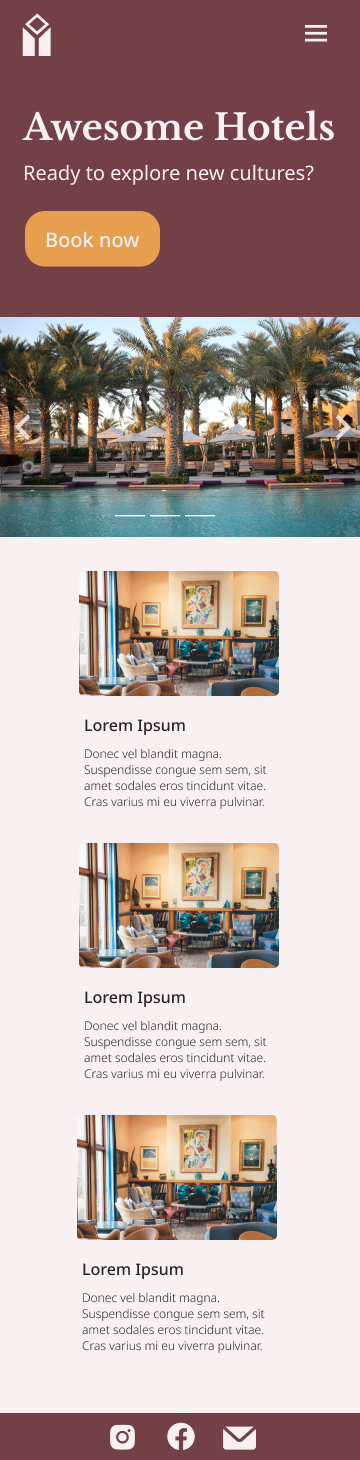 Awesome Hotels
Ready to explore new cultures?
Book now
Lorem Ipsum
Donec vel blandit magna.
Suspendisse congue sem sem, sit
amet sodales eros tincidunt vitae.
Cras varius mi eu viverra pulvinar.
Lorem Ipsum
Donec vel blandit magna.
Suspendisse congue sem sem, sit
amet sodales eros tincidunt vitae.
Cras varius mi eu viverra pulvinar.
Lorem Ipsum
Donec vel blandit magna.
Suspendisse congue sem sem, sit
amet sodales eros tincidunt vitae.
Cras varius mi eu viverra pulvinar.